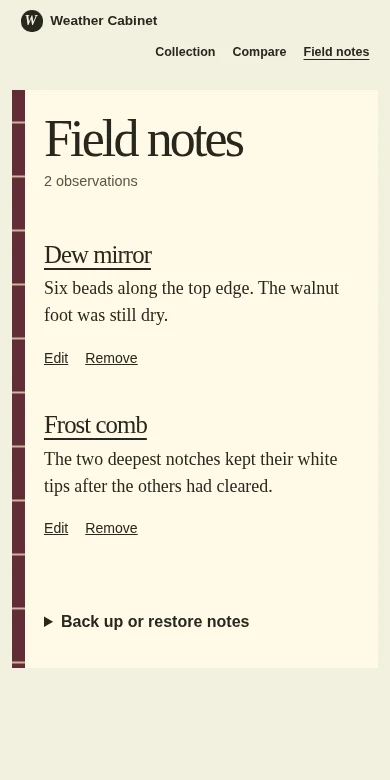 W Weather Cabinet
Collection Compare Field notes
Field notes
2 observations
Dew mirror
Six beads along the top edge. The walnut
foot was still dry.
Edit Remove
Frost comb
The two deepest notches kept their white
tips after the others had cleared.
Edit Remove
Back up or restore notes